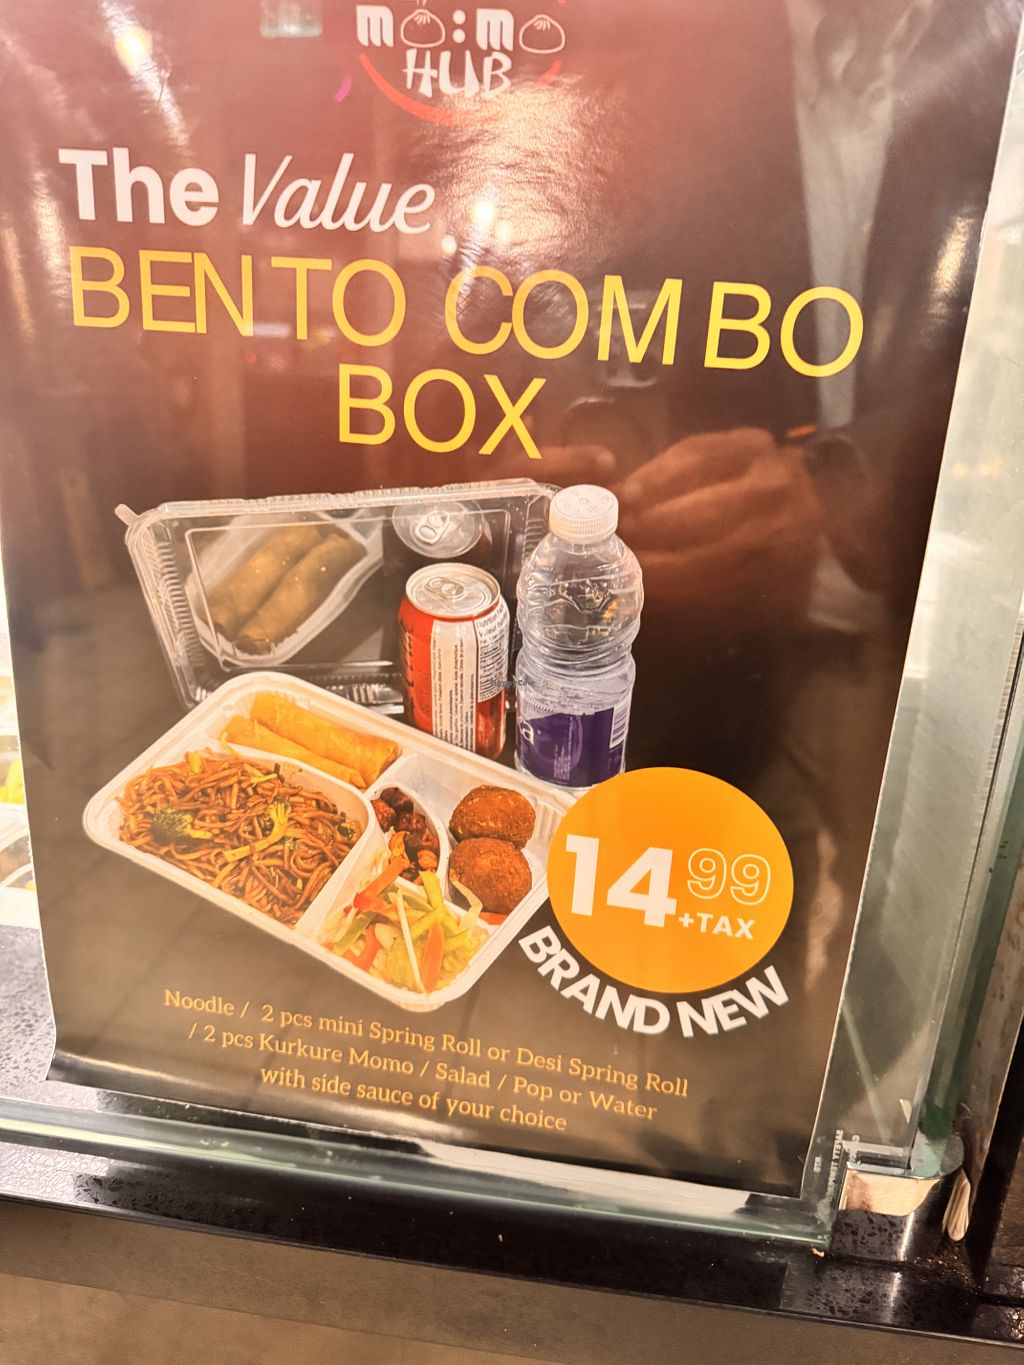 mo:mo
HUB
The Value
BENTO COMBO
BOX
14 99
+TAX
BRAND NEW
Noodle / 2 pcs mini Spring Roll or Desi Spring Roll
/ 2 pcs Kurkure Momo / Salad / Pop or Water
with side sauce of your choice
HappyCow